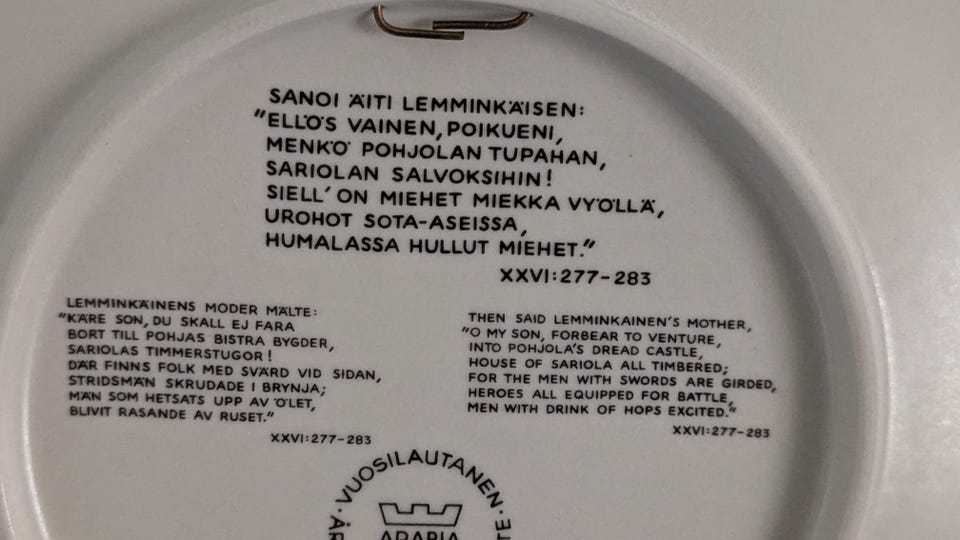 SANOI ÄITI LEMMINKÄISEN:
"ELLÖS VAINEN, POIKUENI,
MENKÖ POHJOLAN TUPAHAN,
SARIOLAN SALVOKSIHIN!
SIELL' ON MIEHET MIEKKA VYÖLLÄ,
UROHOT SOTA-ASEISSA,
HUMALASSA HULLUT MIEHET."
XXVI:277-283
LEMMINKÄINENS MODER MÄLTE:
"KÄRE SON, DU SKALL EJ FARA
BORT TILL POHJAS BISTRA BYGDER,
SARIOLAS TIMMERSTUGOR!
DÄR FINNS FOLK MED SVÄRD VID SIDAN,
STRIDSMÄN SKRUDADE I BRYNJA;
MÄN SOM HETSATS UPP AV ÖLET,
BLIVIT RASANDE AV RUSET."
XXVI:277-283
THEN SAID LEMMINKAINEN'S MOTHER,
"O MY SON, FORBEAR TO VENTURE,
INTO POHJOLA'S DREAD CASTLE,
HOUSE OF SARIOLA ALL TIMBERED;
FOR THE MEN WITH SWORDS ARE GIRDED,
HEROES ALL EQUIPPED FOR BATTLE,
MEN WITH DRINK OF HOPS EXCITED."
XXVI:277-283
· VUOSILAUTANEN ·
ARABIA